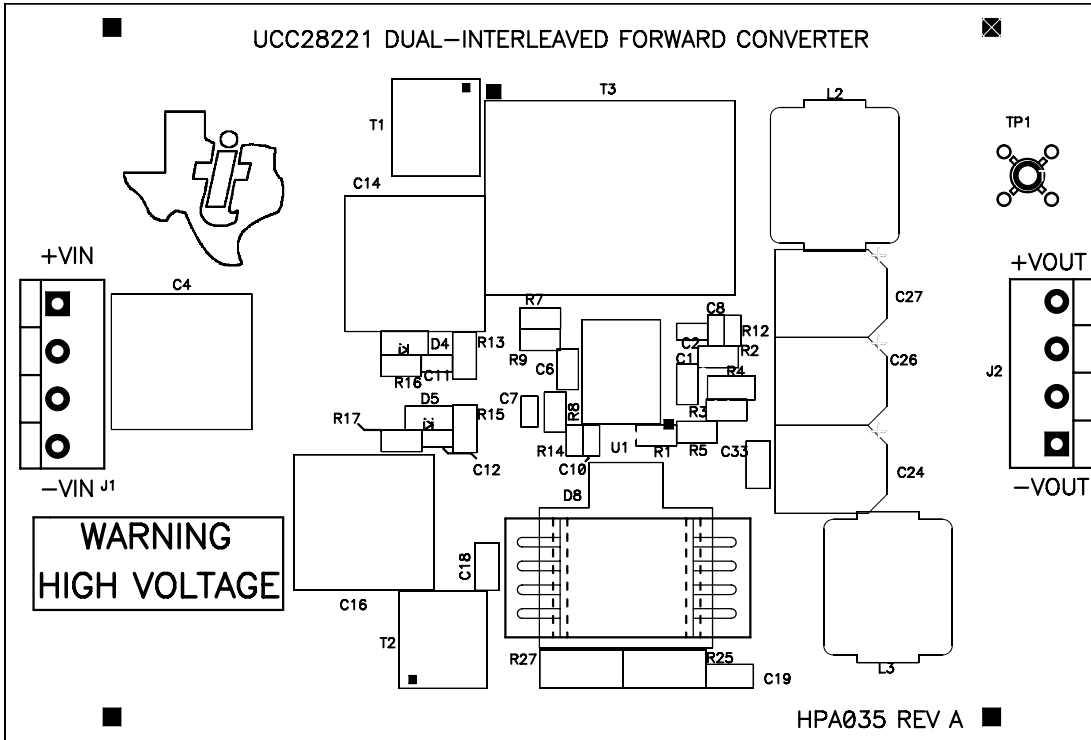 UCC28221 DUAL-INTERLEAVED FORWARD CONVERTER
T3
L2
T1
TP1
C14
+VIN
+VOUT
C4
C27
R7
C8
R12
D4
R13
C2
R2
C26
R9
C6
C1
J2
C11
R16
R4
C7
D5
R15
R8
R3
R17
R14
U1
R1
R5
C33
C12
C10
C24
-VIN
J1
-VOUT
D8
WARNING
HIGH VOLTAGE
C18
C16
T2
R27
R25
C19
L3
HPA035 REV A